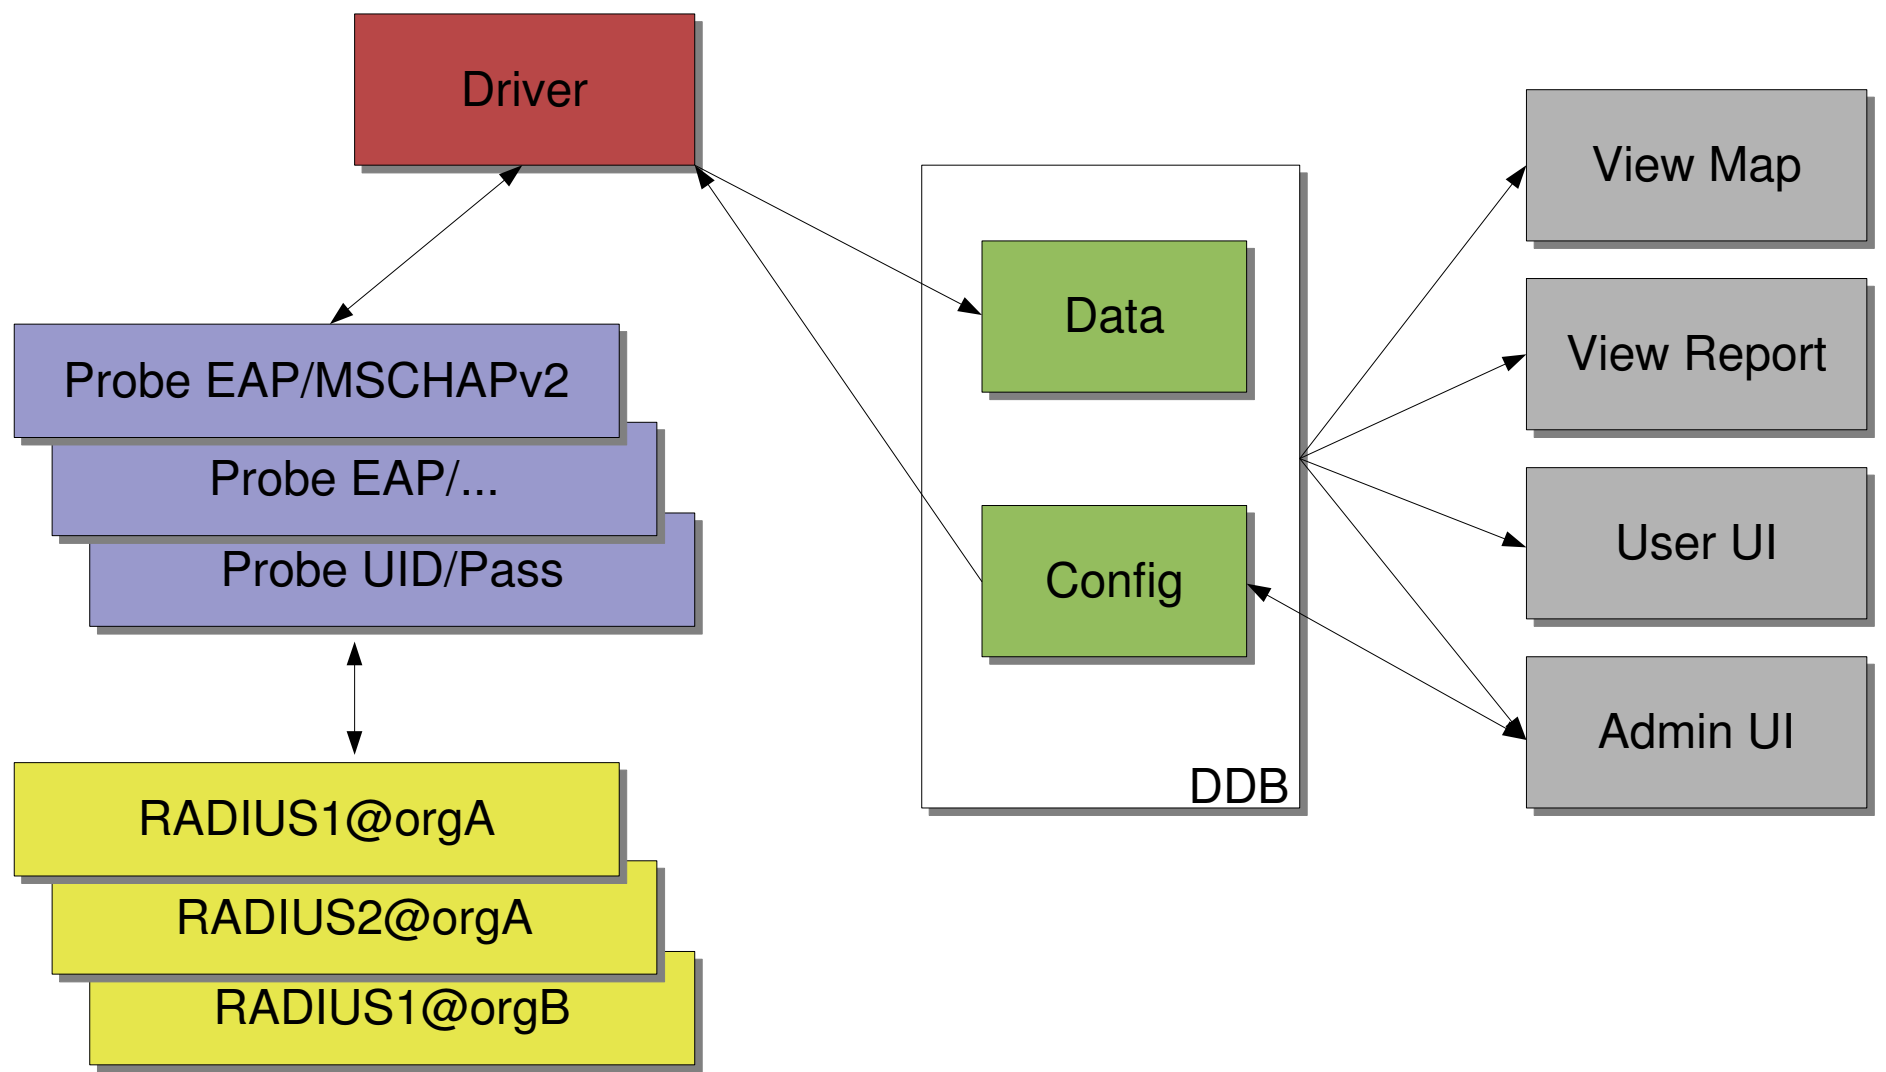 Driver
Probe EAP/MSCHAPv2
Probe EAP/...
Probe UID/Pass
RADIUS1@orgA
RADIUS2@orgA
RADIUS1@orgB
Data
Config
DDB
View Map
View Report
User UI
Admin UI